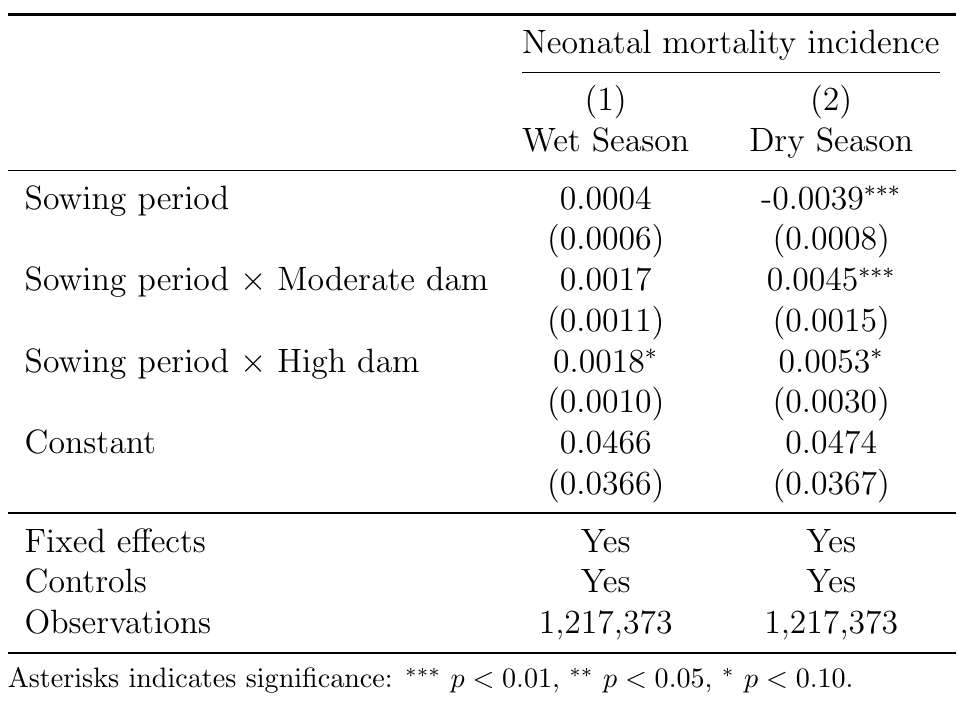 Neonatal mortality incidence
(1) (2)
Wet Season Dry Season
Sowing period 0.0004 -0.0039***
(0.0006) (0.0008)
Sowing period × Moderate dam 0.0017 0.0045***
(0.0011) (0.0015)
Sowing period × High dam 0.0018* 0.0053*
(0.0010) (0.0030)
Constant 0.0466 0.0474
(0.0366) (0.0367)
Fixed effects Yes Yes
Controls Yes Yes
Observations 1,217,373 1,217,373
Asterisks indicates significance: *** p < 0.01, ** p < 0.05, * p < 0.10.